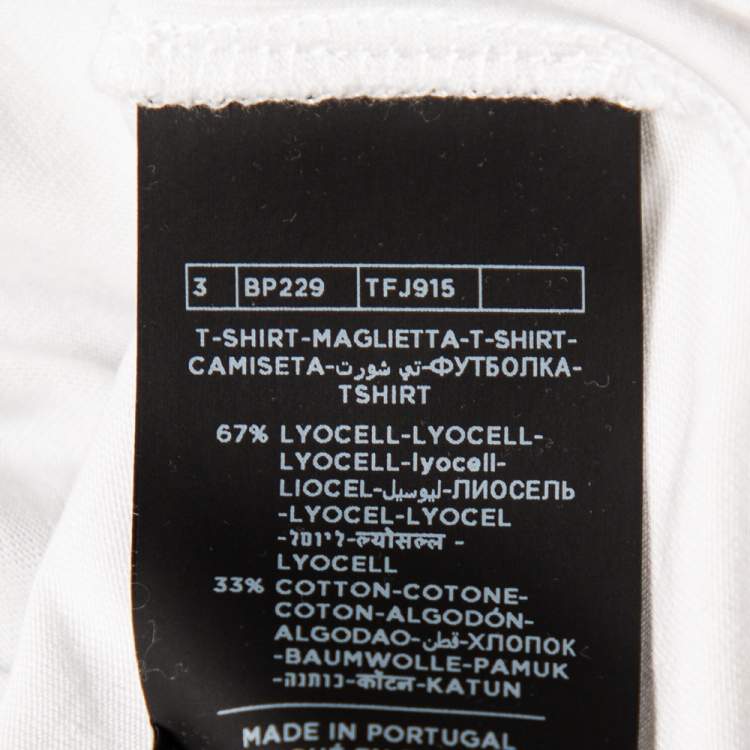 3 BP229 TFJ915
T-SHIRT-MAGLIETTA-T-SHIRT-
CAMISETA-تي شورت-ФУТБОЛКА-
TSHIRT
67% LYOCELL-LYOCELL-
LYOCELL-lyocell-
LIOCEL-ليوسيل-ЛИОСЕЛЬ
-LYOCEL-LYOCEL
-ליוסל-ल्योसेल्ल -
LYOCELL
33% COTTON-COTONE-
COTON-ALGODÓN-
ALGODAO-قطن-ХЛОПОК
-BAUMWOLLE-PAMUK
-כותנה-कॉटन-KATUN
MADE IN PORTUGAL